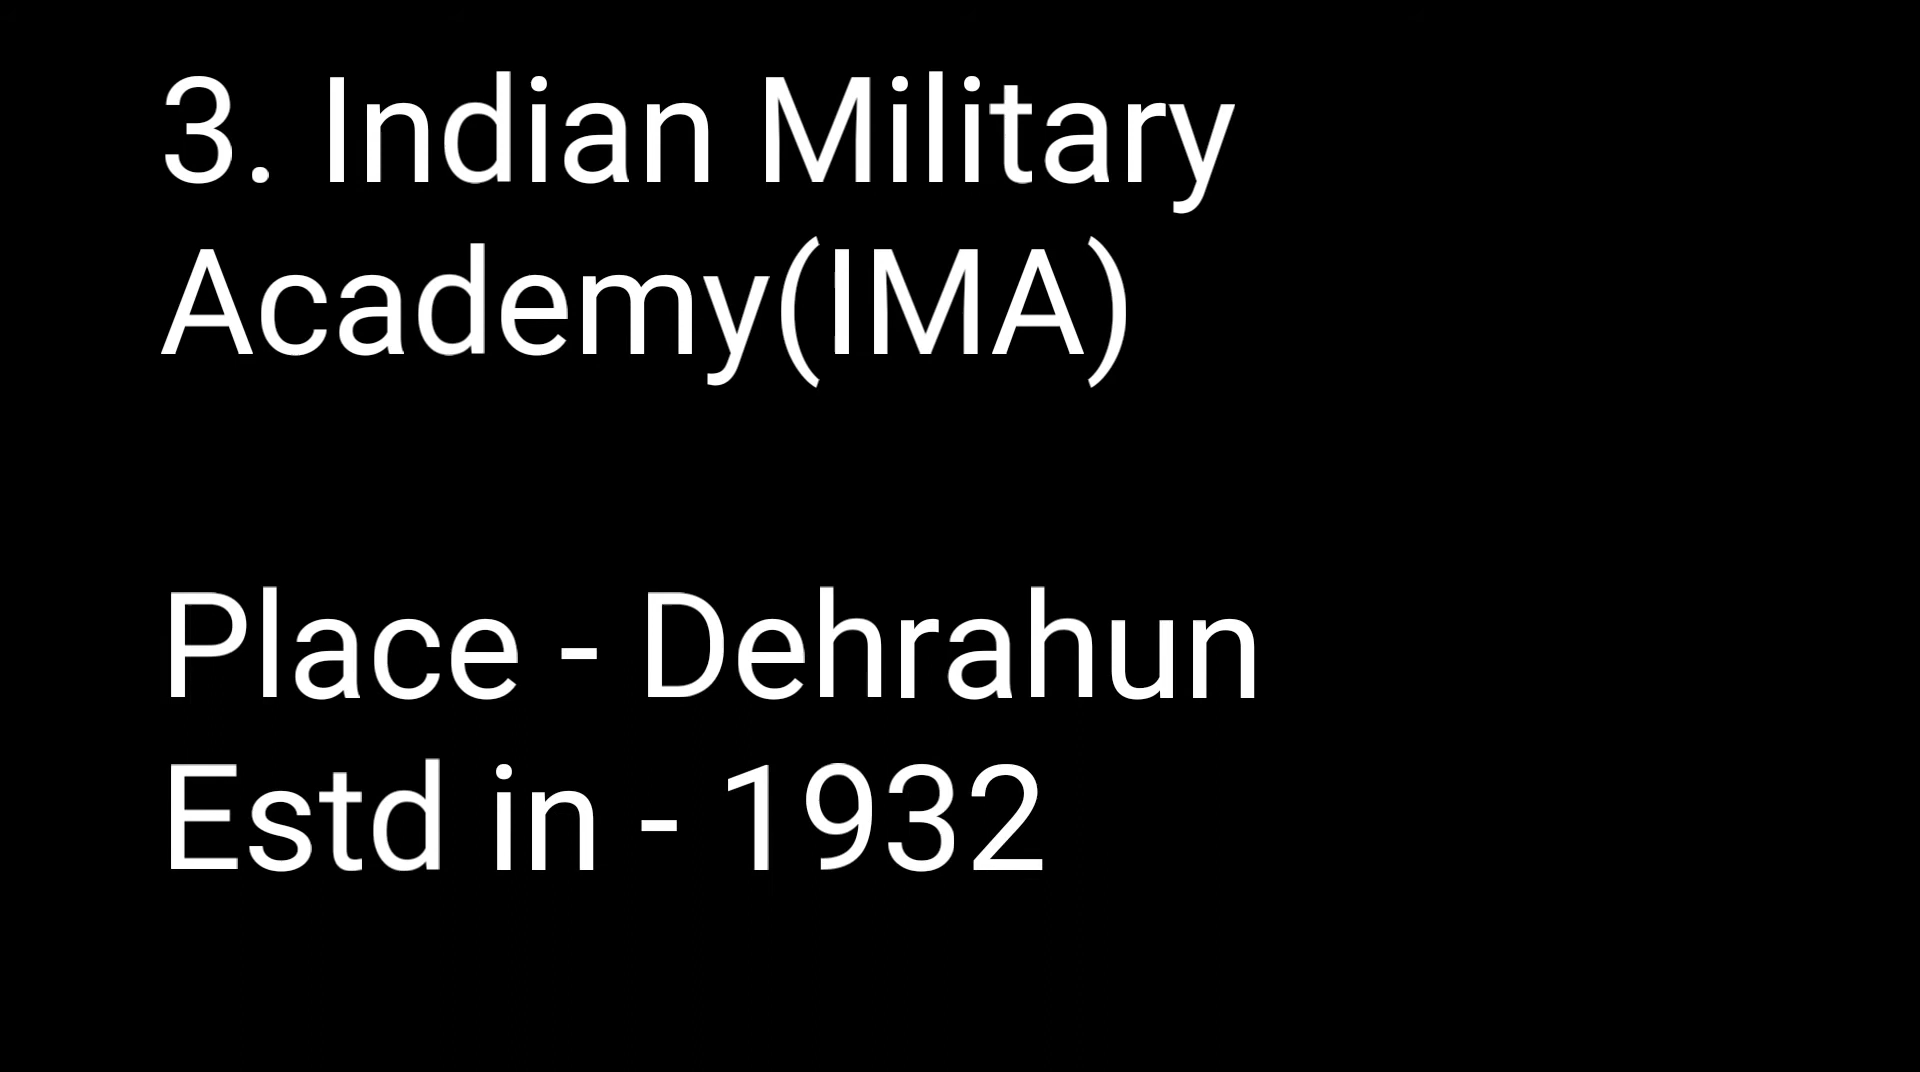 3. Indian Military
Academy(IMA)
Place - Dehrahun
Estd in - 1932